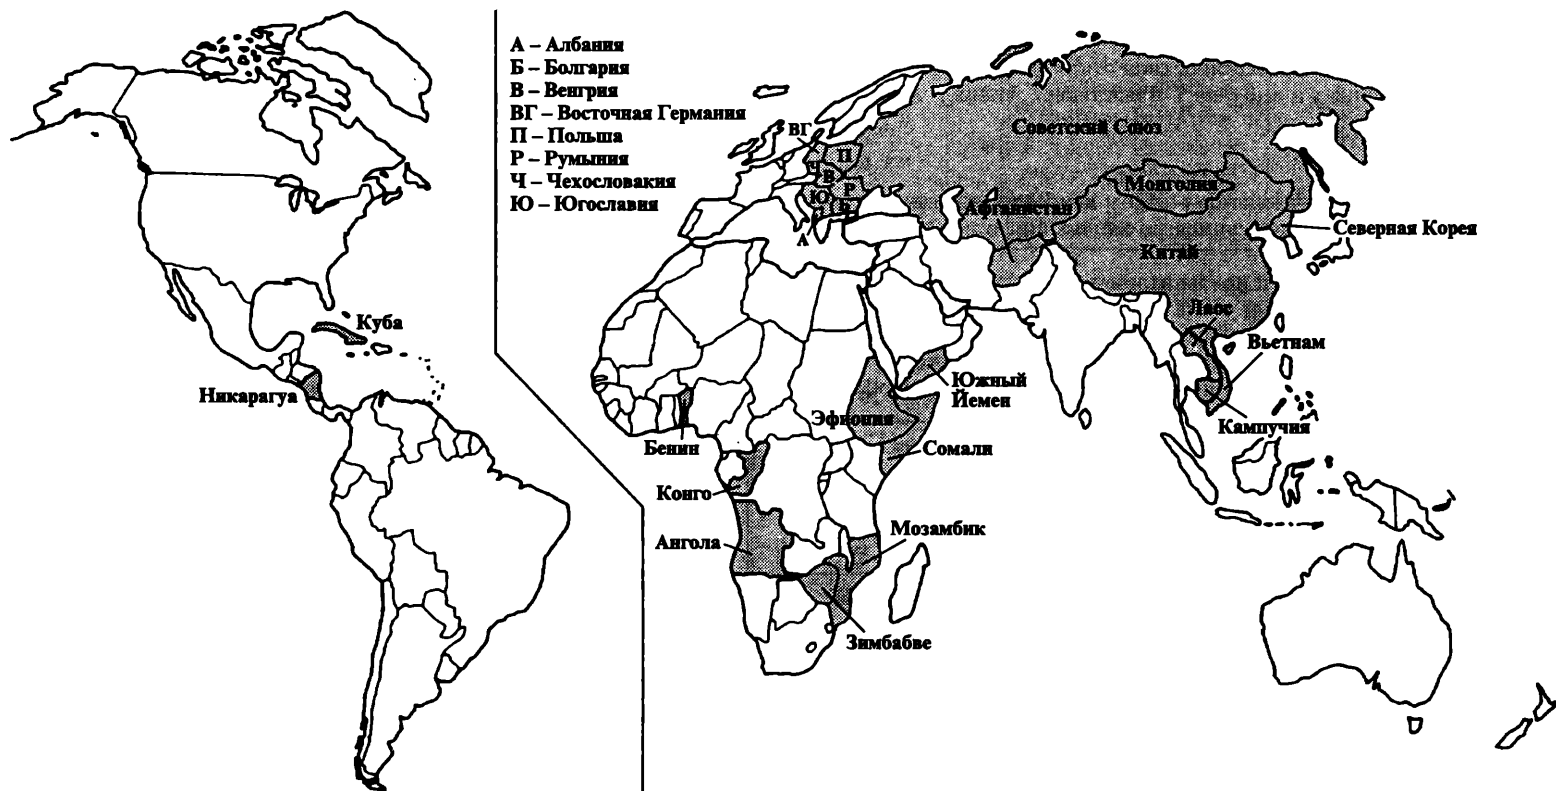 А – Албания
Б – Болгария
В – Венгрия
ВГ – Восточная Германия
П – Польша
Р – Румыния
Ч – Чехословакия
Ю – Югославия
ВГ
П
Ч
В
Р
Ю
Б
А
Советский Союз
Монголия
Афганистан
Северная Корея
Китай
Лаос
Вьетнам
Кампучия
Куба
Никарагуа
Южный
Йемен
Эфиопия
Бенин
Сомали
Конго
Ангола
Мозамбик
Зимбабве